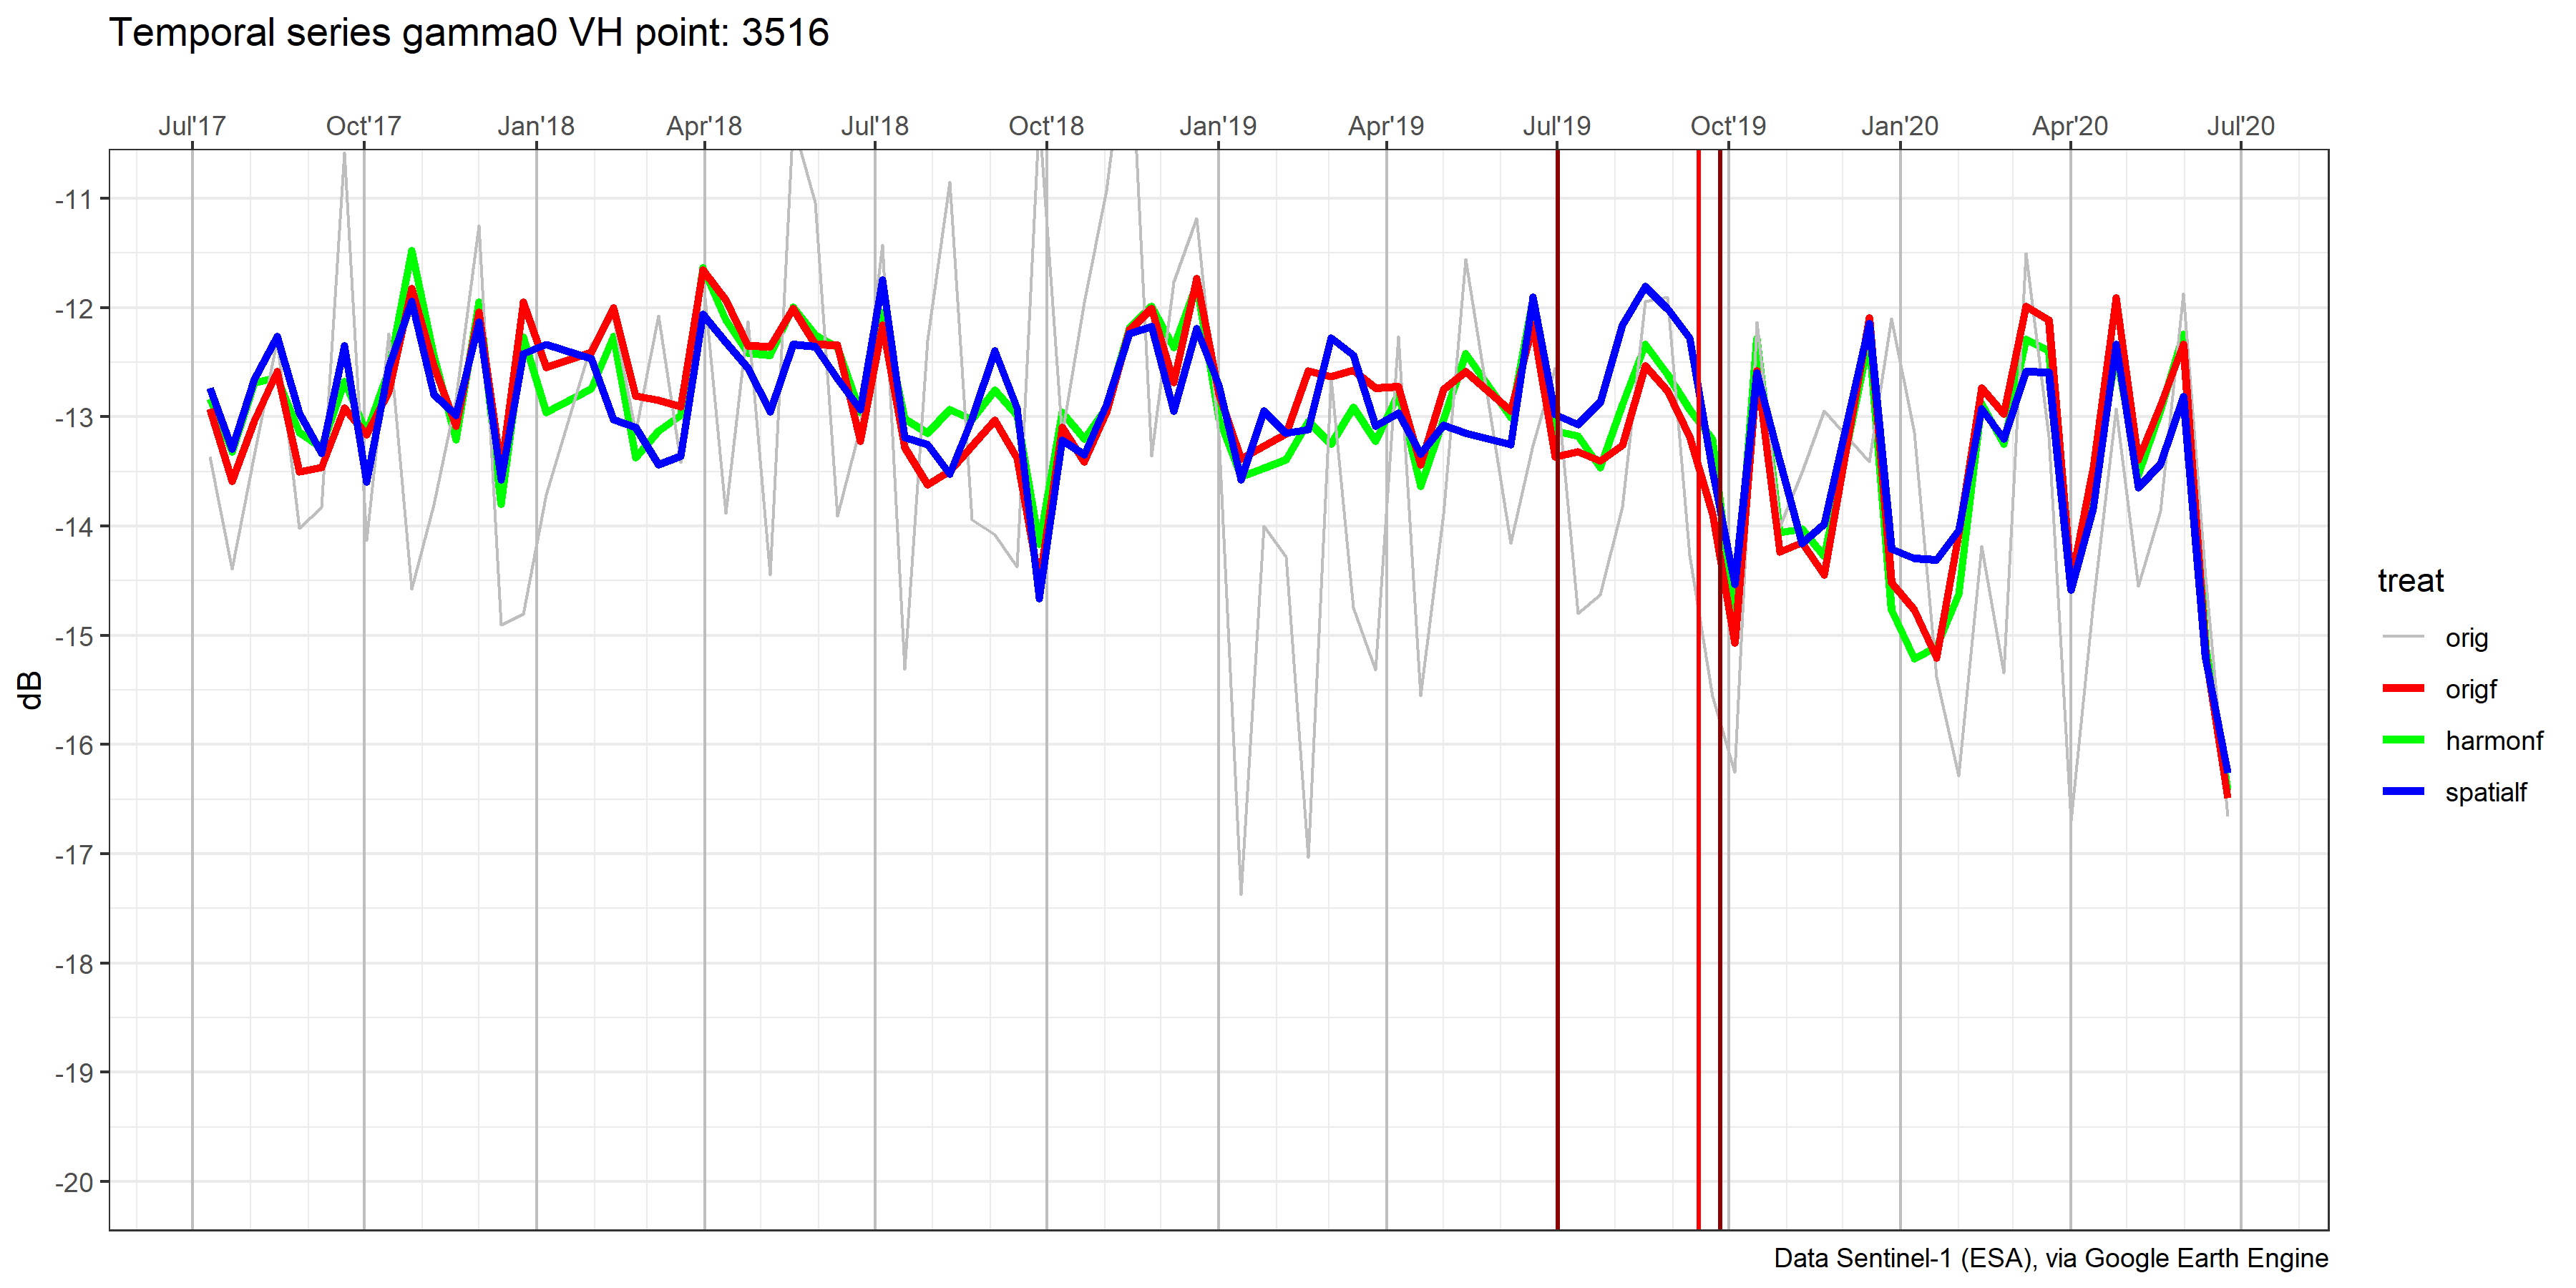 Temporal series gamma0 VH point: 3516
Jul'17 Oct'17 Jan'18 Apr'18 Jul'18 Oct'18 Jan'19 Apr'19 Jul'19 Oct'19 Jan'20 Apr'20 Jul'20
-11
-12
-13
-14
-15
-16
-17
-18
-19
-20
dB
treat
orig
origf
harmonf
spatialf
Data Sentinel-1 (ESA), via Google Earth Engine